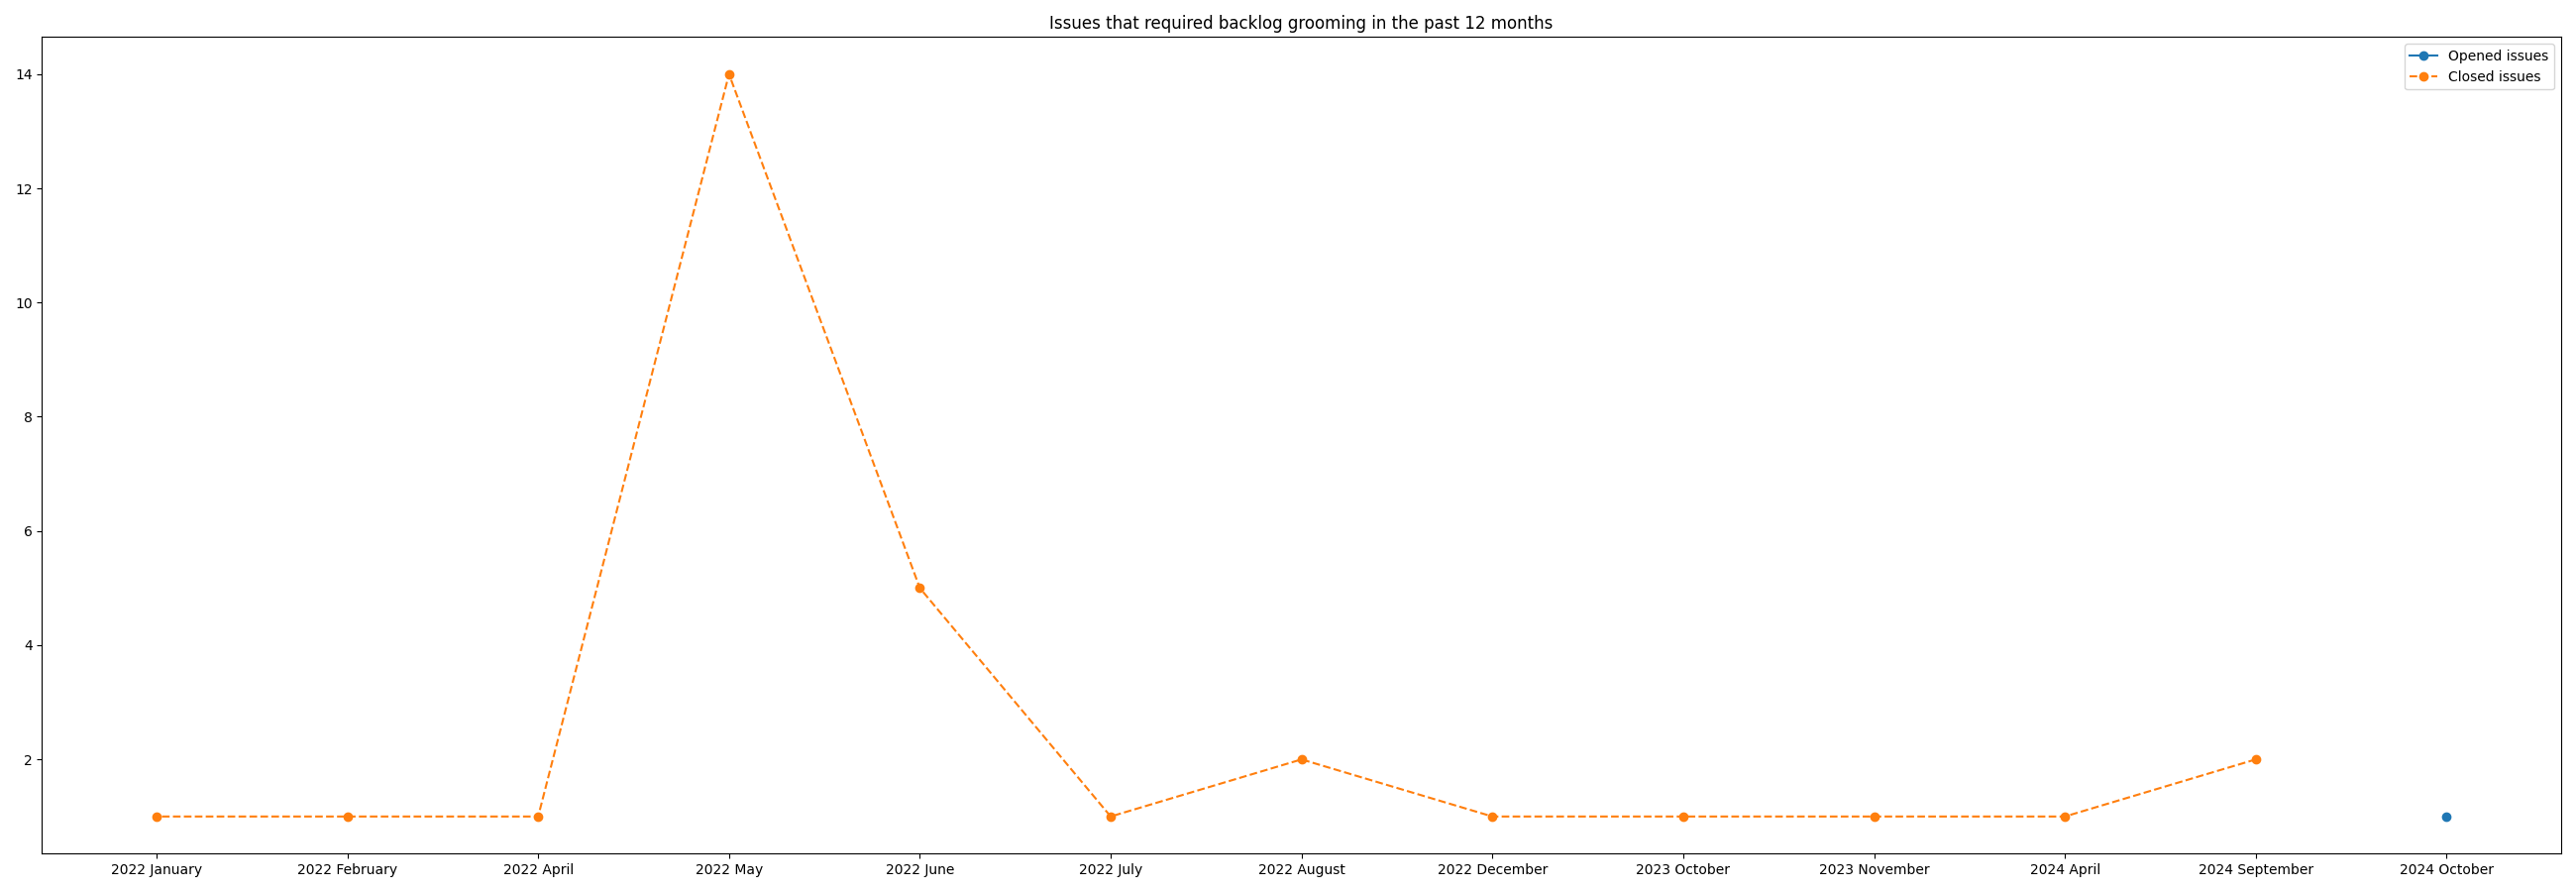 Issues that required backlog grooming in the past 12 months
Opened issues
Closed issues
14
12
10
8
6
4
2
2022 January 2022 February 2022 April 2022 May 2022 June 2022 July 2022 August 2022 December 2023 October 2023 November 2024 April 2024 September 2024 October